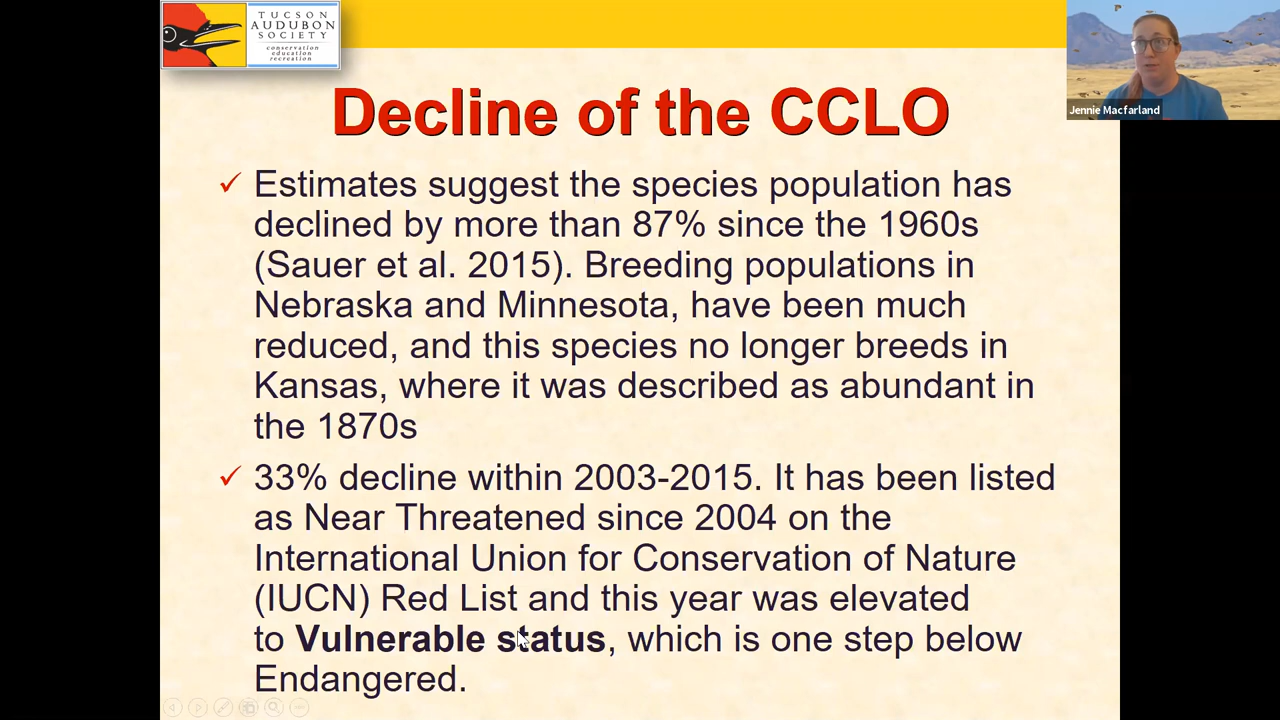 TUCSON
AUDUBON
SOCIETY
conservation
education
recreation
Jennie Macfarland
Decline of the CCLO
✓ Estimates suggest the species population has
declined by more than 87% since the 1960s
(Sauer et al. 2015). Breeding populations in
Nebraska and Minnesota, have been much
reduced, and this species no longer breeds in
Kansas, where it was described as abundant in
the 1870s
✓ 33% decline within 2003-2015. It has been listed
as Near Threatened since 2004 on the
International Union for Conservation of Nature
(IUCN) Red List and this year was elevated
to Vulnerable status, which is one step below
Endangered.